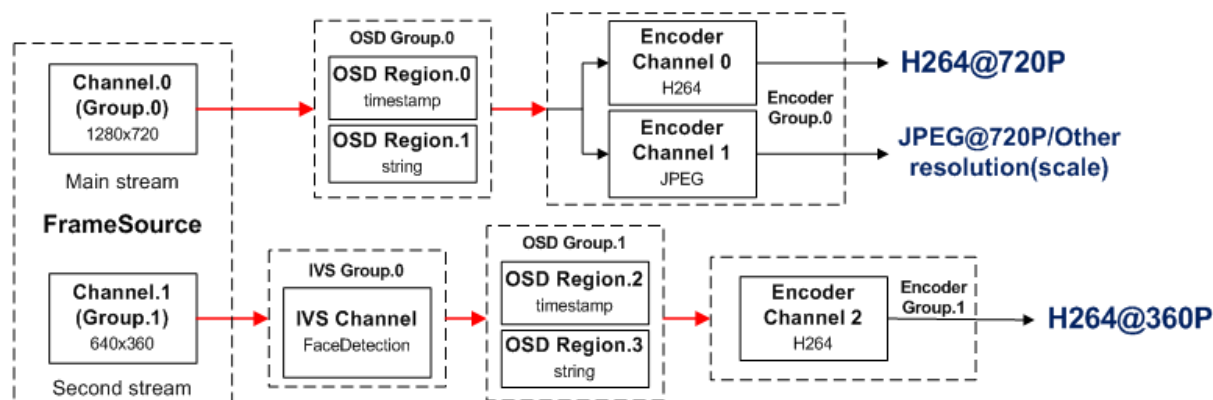 Channel.0
(Group.0)
1280x720
Main stream
FrameSource
Channel.1
(Group.1)
640x360
Second stream
OSD Group.0
OSD Region.0
timestamp
OSD Region.1
string
Encoder
Channel 0
H264
Encoder
Channel 1
JPEG
Encoder
Group.0
H264@720P
JPEG@720P/Other
resolution(scale)
IVS Group.0
IVS Channel
FaceDetection
OSD Group.1
OSD Region.2
timestamp
OSD Region.3
string
Encoder
Channel 2
H264
Encoder
Group.1
H264@360P